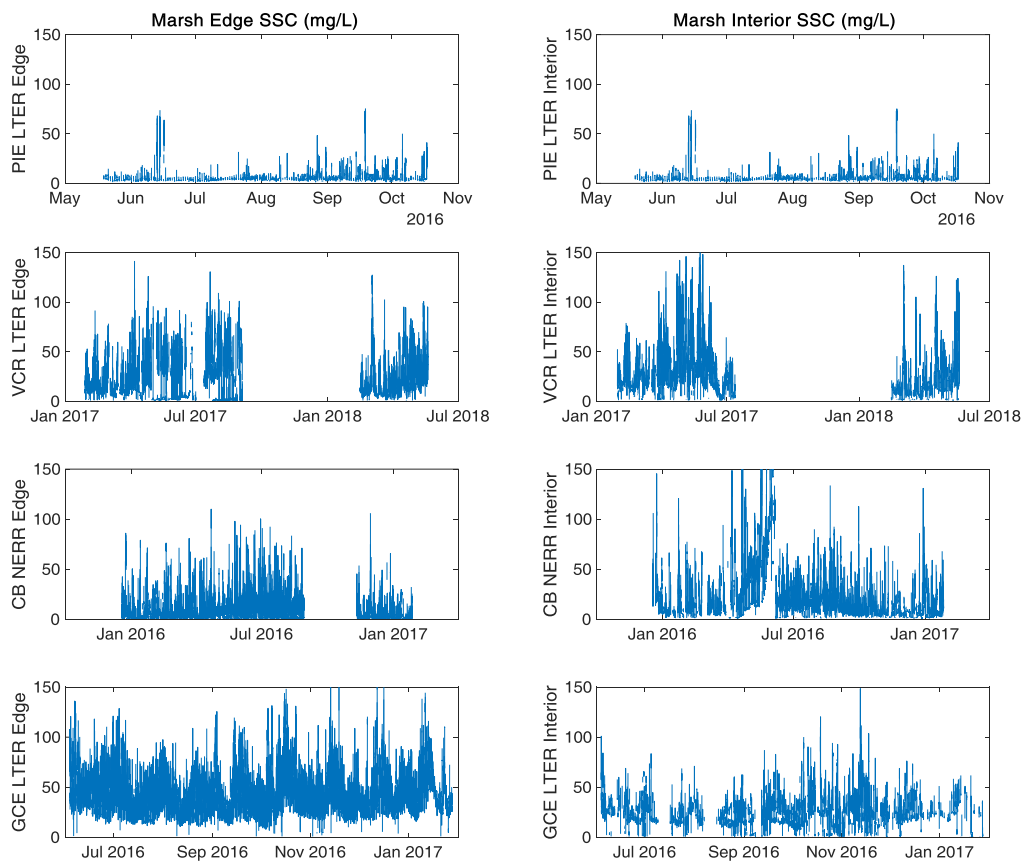 Marsh Edge SSC (mg/L)
PIE LTER Edge
150
100
50
0
May Jun Jul Aug Sep Oct Nov
2016
Marsh Interior SSC (mg/L)
PIE LTER Interior
150
100
50
0
May Jun Jul Aug Sep Oct Nov
2016
VCR LTER Edge
150
100
50
0
Jan 2017 Jul 2017 Jan 2018 Jul 2018
VCR LTER Interior
150
100
50
0
Jan 2017 Jul 2017 Jan 2018 Jul 2018
CB NERR Edge
150
100
50
0
Jan 2016 Jul 2016 Jan 2017
CB NERR Interior
150
100
50
0
Jan 2016 Jul 2016 Jan 2017
GCE LTER Edge
150
100
50
0
Jul 2016 Sep 2016 Nov 2016 Jan 2017
GCE LTER Interior
150
100
50
0
Jul 2016 Sep 2016 Nov 2016 Jan 2017